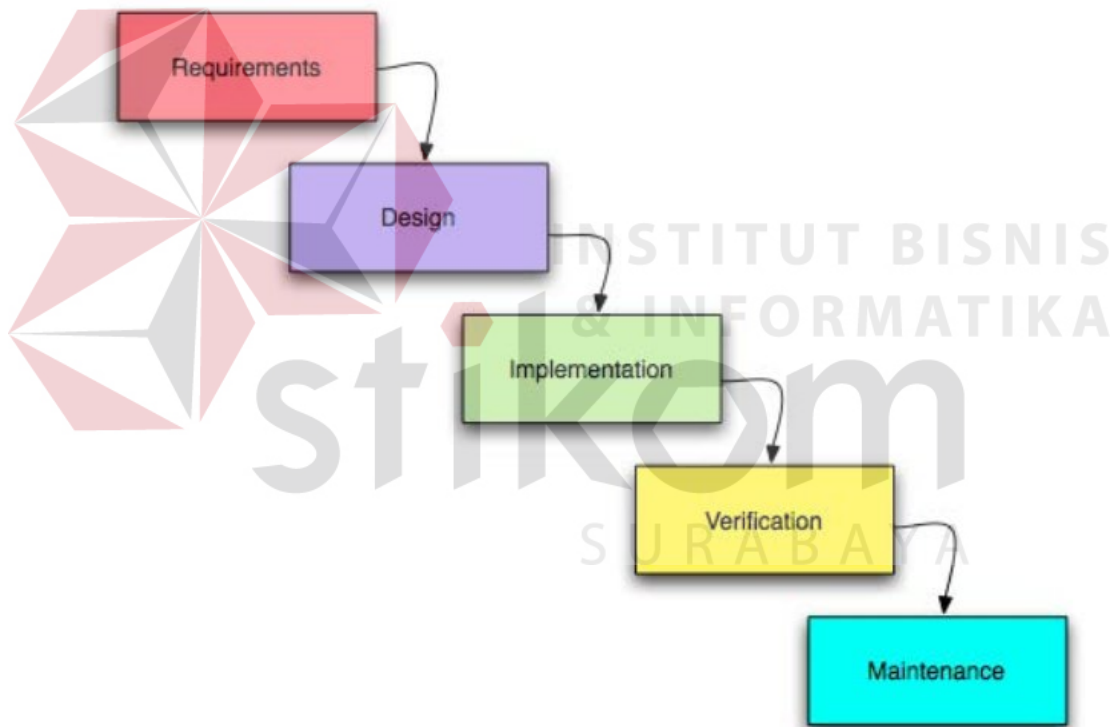 Requirements
Design
INSTITUT BISNIS
& INFORMATIKA
Implementation
stikom
Verification
SURABAYA
Maintenance